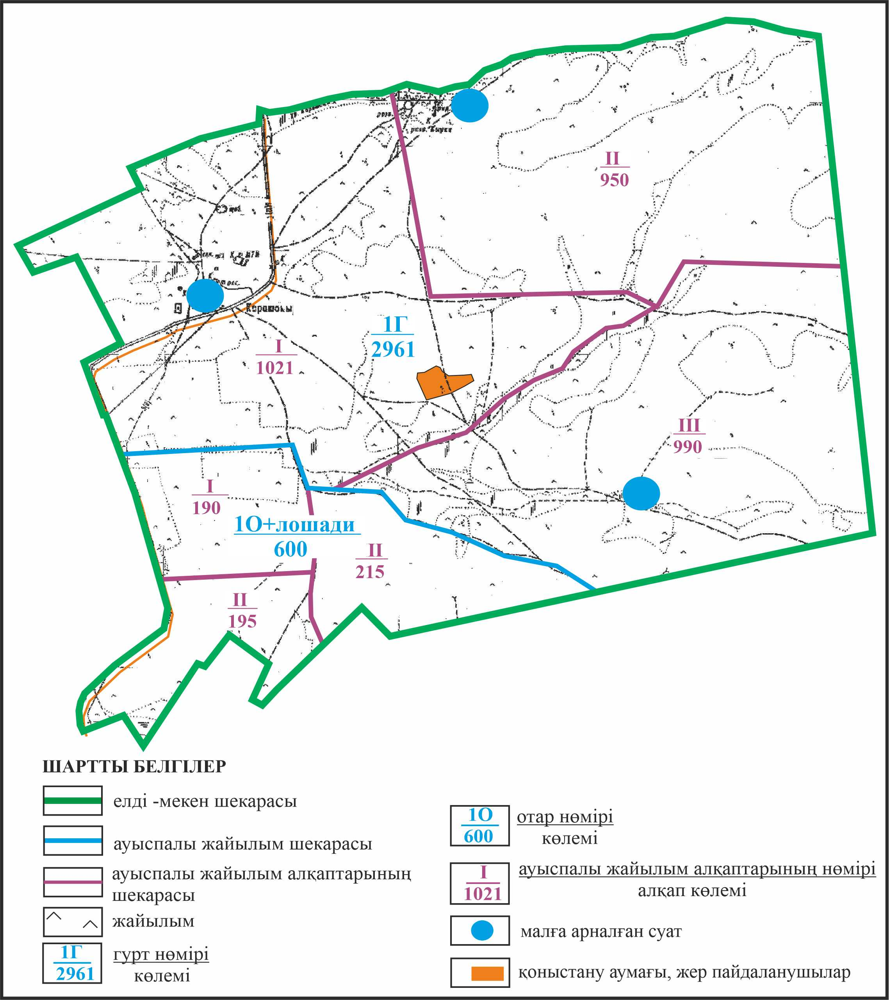 II
950
1Г
2961
I
1021
III
990
I
190
1О+лошади
600
II
215
II
195
ШАРТТЫ БЕЛГІЛЕР
елді -мекен шекарасы
ауыспалы жайылым шекарасы
ауыспалы жайылым алқаптарының
шекарасы
жайылым
1Г
2961
гурт нөмірі
көлемі
1О
600
отар нөмірі
көлемі
I
1021
ауыспалы жайылым алқаптарының нөмірі
алқап көлемі
малға арналған суат
қоныстану аумағы, жер пайдаланушылар